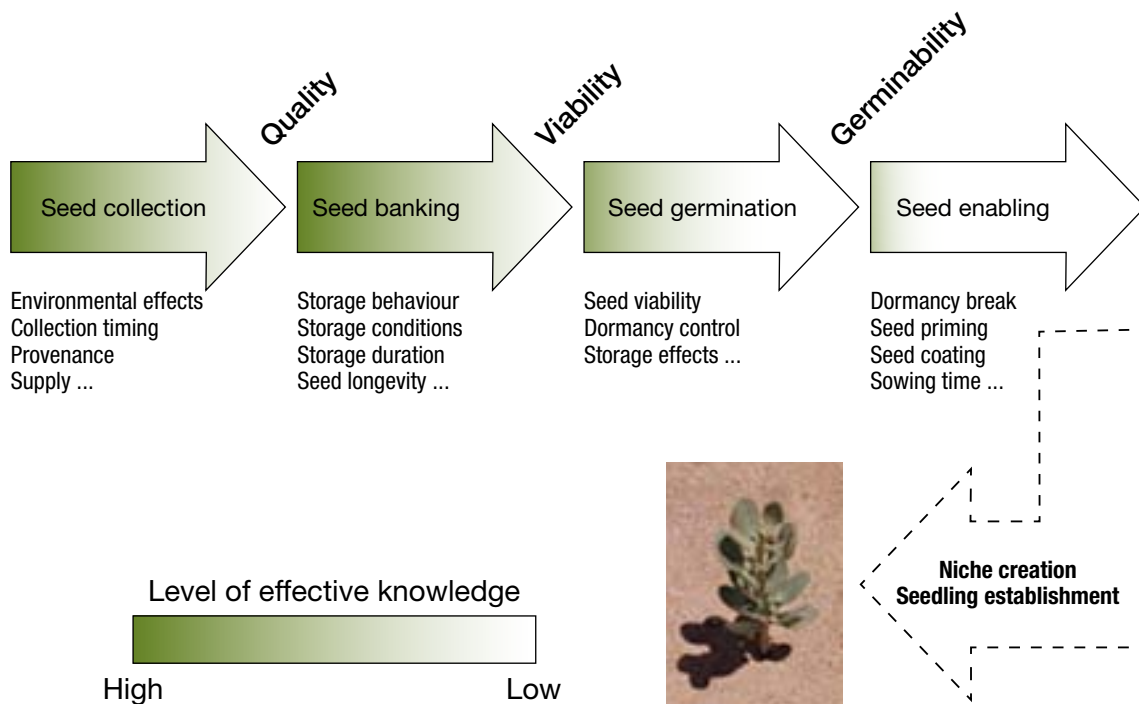 Quality
Viability
Germinability
Seed collection
Seed banking
Seed germination
Seed enabling
Environmental effects
Collection timing
Provenance
Supply ...
Storage behaviour
Storage conditions
Storage duration
Seed longevity ...
Seed viability
Dormancy control
Storage effects ...
Dormancy break
Seed priming
Seed coating
Sowing time ...
Niche creation
Seedling establishment
Level of effective knowledge
High
Low